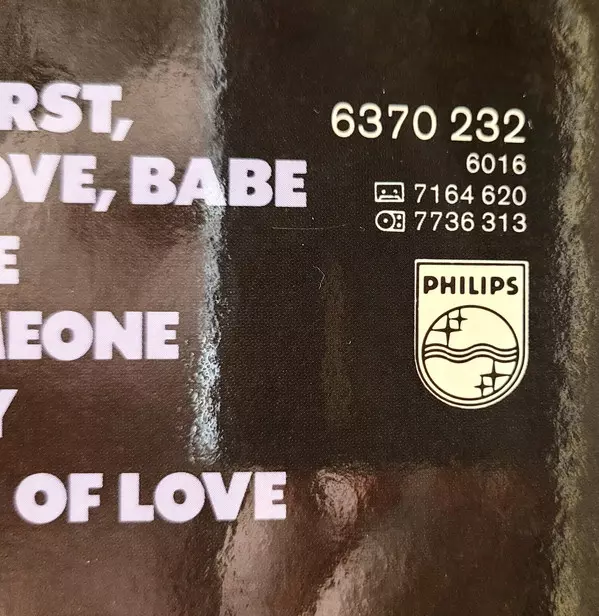 RST,
OVE, BABE
E
MEONE
Y
OF LOVE
6370 232
6016
7164 620
7736 313
PHILIPS